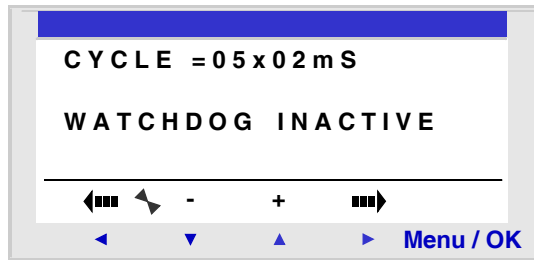 CYCLE =05x02mS
WATCHDOG INACTIVE
- +
Menu / OK